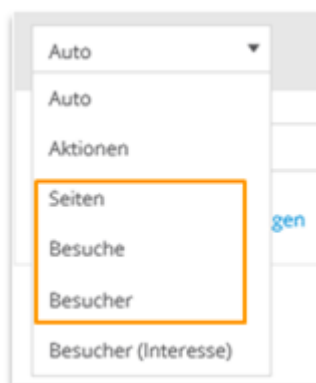 Auto
Auto
Aktionen
Seiten
gen
Besuche
Besucher
Besucher (Interesse)